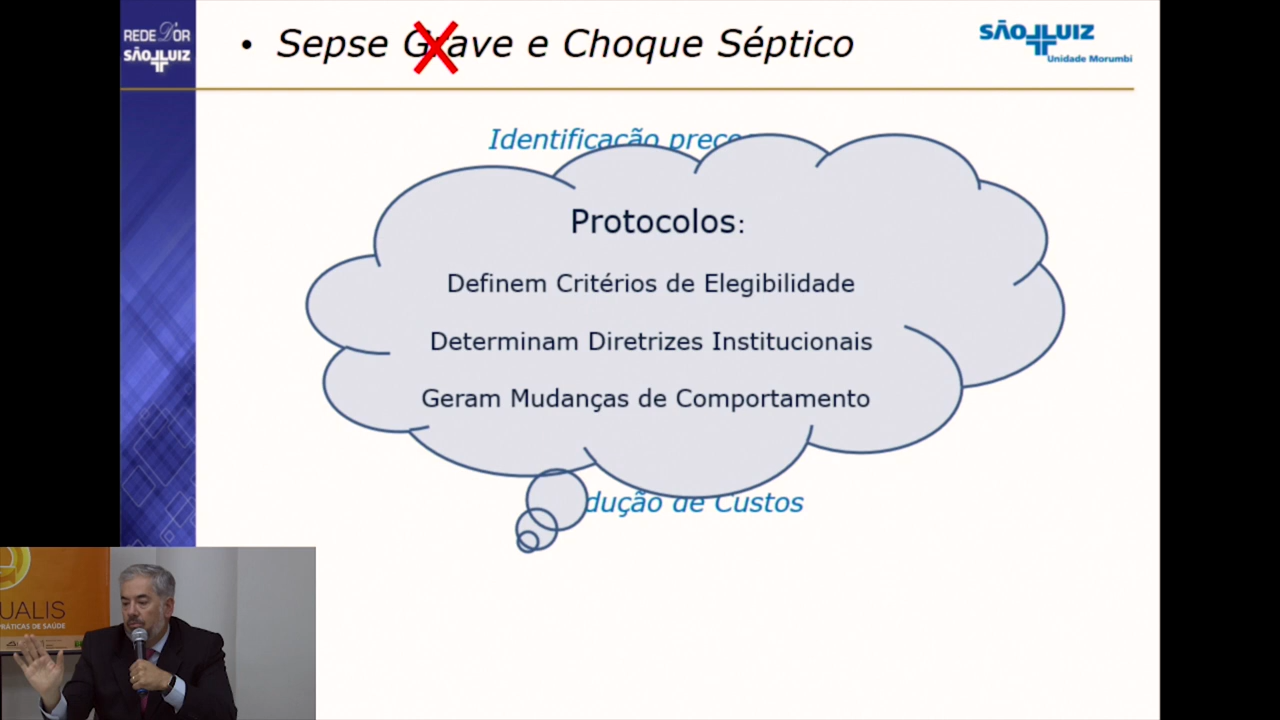 REDE D'OR
SÃO LUIZ
• Sepse Grave e Choque Séptico
SÃO LUIZ
Unidade Morumbi
Identificação
Protocolos:
Definem Critérios de Elegibilidade
Determinam Diretrizes Institucionais
Geram Mudanças de Comportamento
dução de Custos
UALIS
PRÁTICAS DE SAÚDE